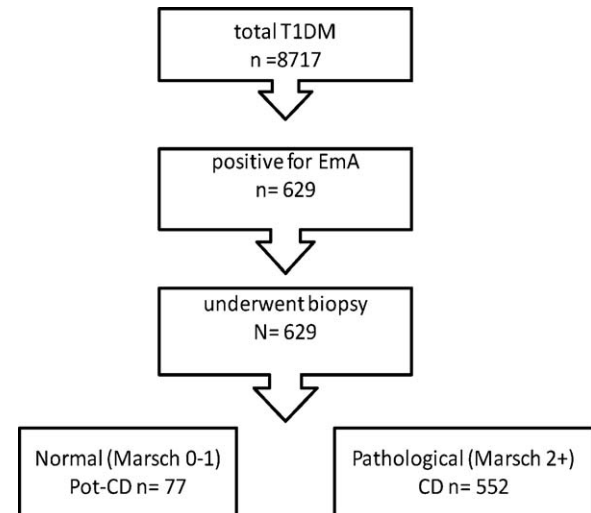 total T1DM
n =8717
positive for EmA
n= 629
underwent biopsy
N= 629
Normal (Marsch 0-1)
Pot-CD n= 77
Pathological (Marsch 2+)
CD n= 552